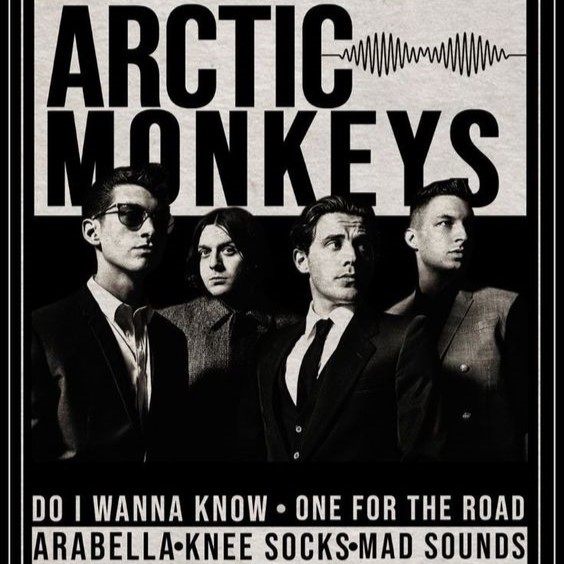 ARCTIC
MONKEYS
DO I WANNA KNOW • ONE FOR THE ROAD
ARABELLA•KNEE SOCKS•MAD SOUNDS